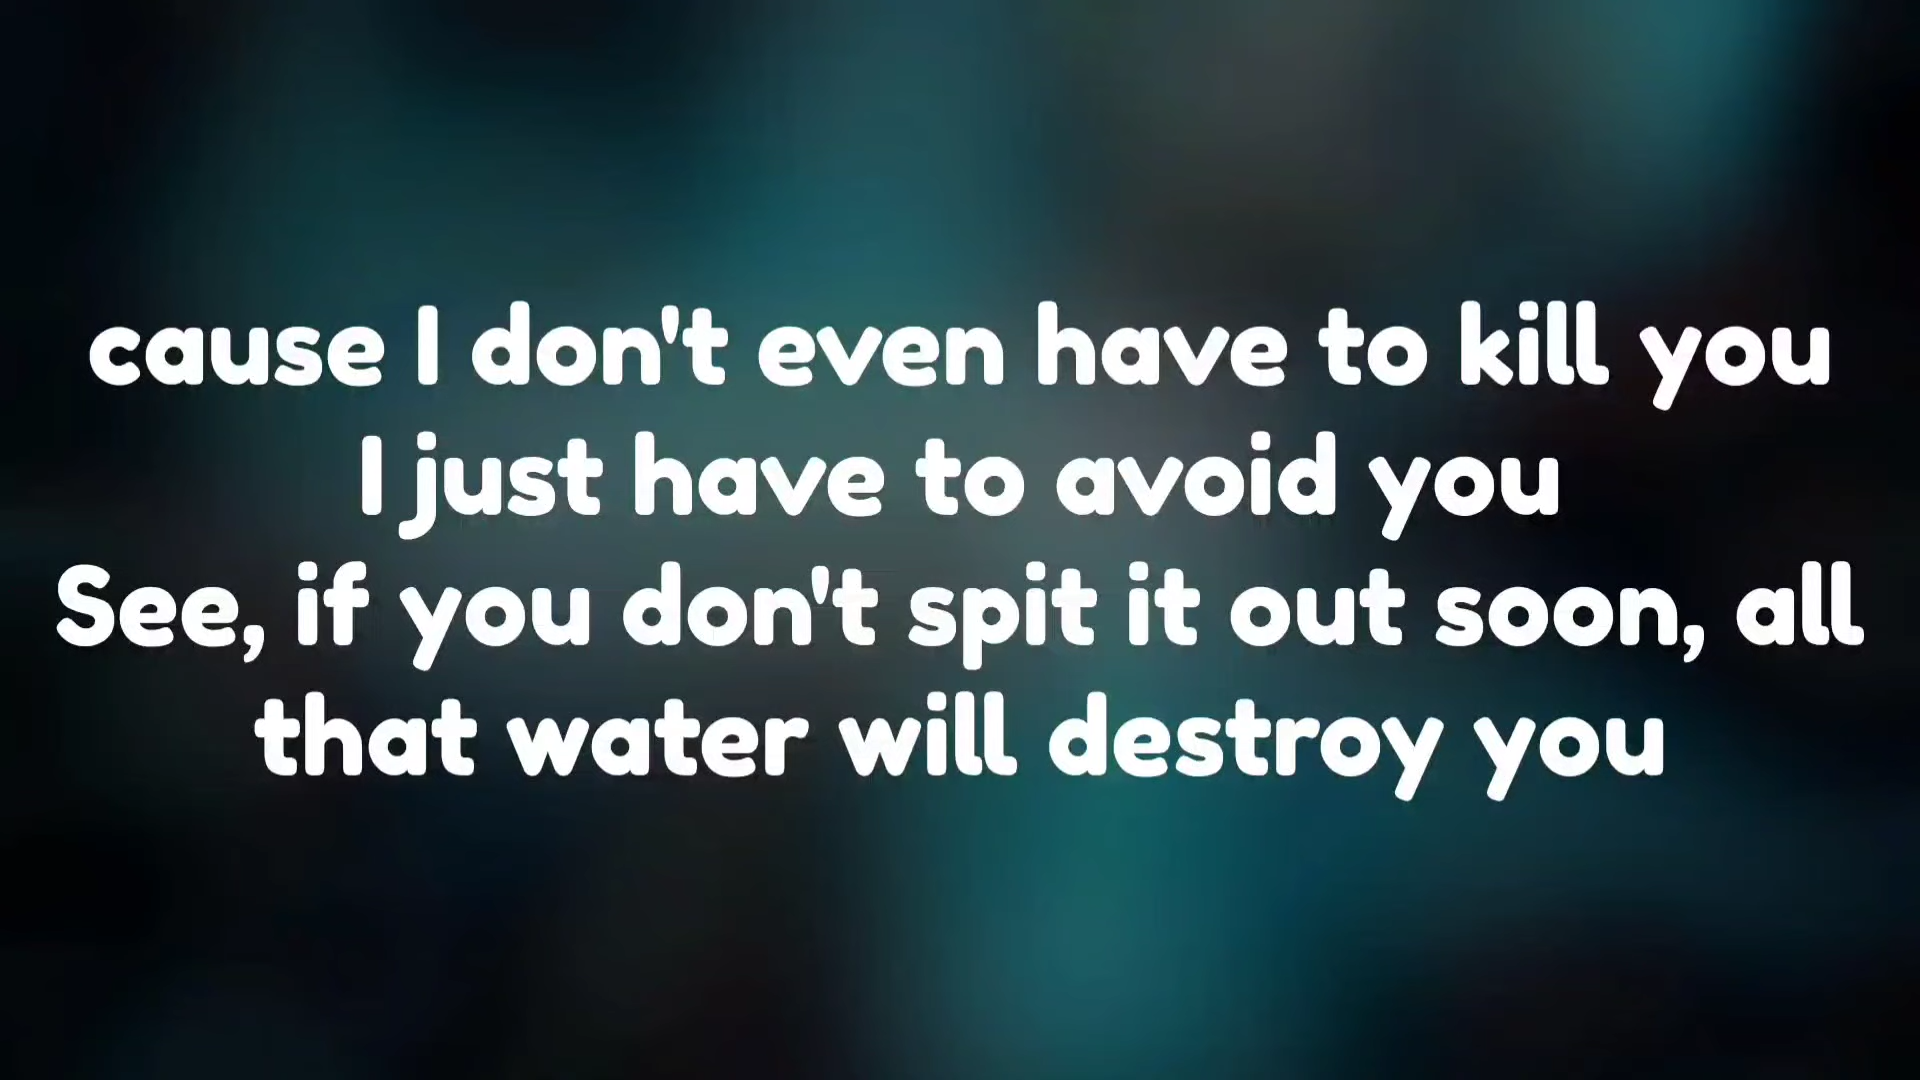 cause I don't even have to kill you
I just have to avoid you
See, if you don't spit it out soon, all
that water will destroy you